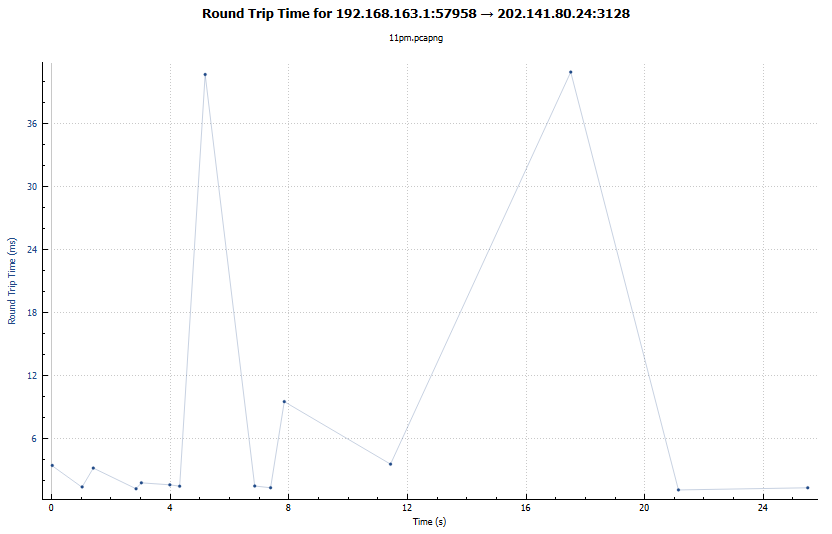 Round Trip Time for 192.168.163.1:57958 → 202.141.80.24:3128
11pm.pcapng
Round Trip Time (ms)
36
30
24
18
12
6
0 4 8 12 16 20 24
Time (s)